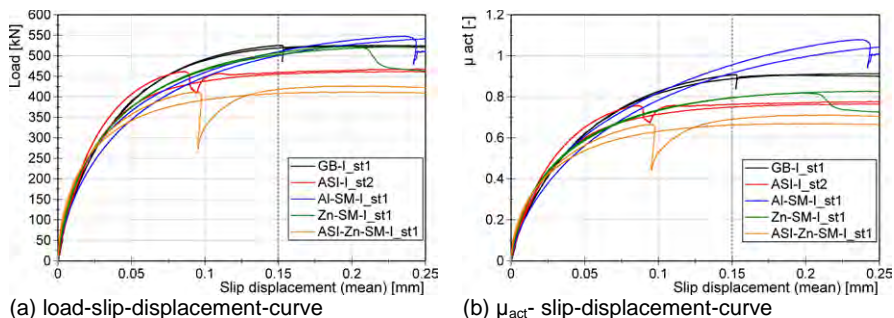 (a)
600
550
500
450
400
350
300
250
200
150
100
50
0
Load [kN]
GB-I_st1
ASI-I_st2
Al-SM-I_st1
Zn-SM-I_st1
ASI-Zn-SM-I_st1
0 0.05 0.1 0.15 0.2 0.25
Slip displacement (mean) [mm]
(a) load-slip-displacement-curve
(b)
1.2
1
0.8
0.6
0.4
0.2
0
μ act [-]
GB-I_st1
ASI-I_st2
Al-SM-I_st1
Zn-SM-I_st1
ASI-Zn-SM-I_st1
0 0.05 0.1 0.15 0.2 0.25
Slip displacement (mean) [mm]
(b) μact- slip-displacement-curve